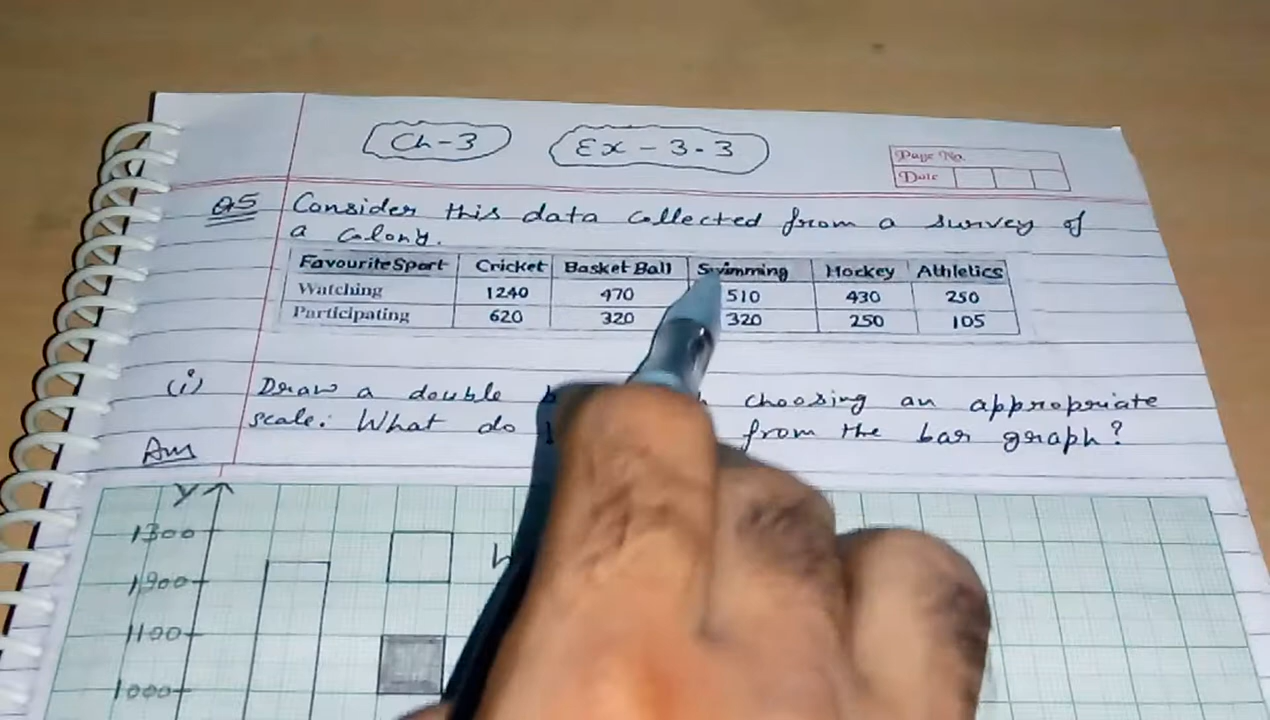 Ch-3 Ex-3.3
Page No.
Date
Q5 Consider this data collected from a survey of
a colony.
Favourite Sport Cricket Basket Ball Swimming Hockey Athletics
Watching 1240 470 510 430 250
Participating 620 320 320 250 105
(i) Draw a double choosing an appropriate
scale. What do from the bar graph?
Ans
Y
1300
1900
1100
1000